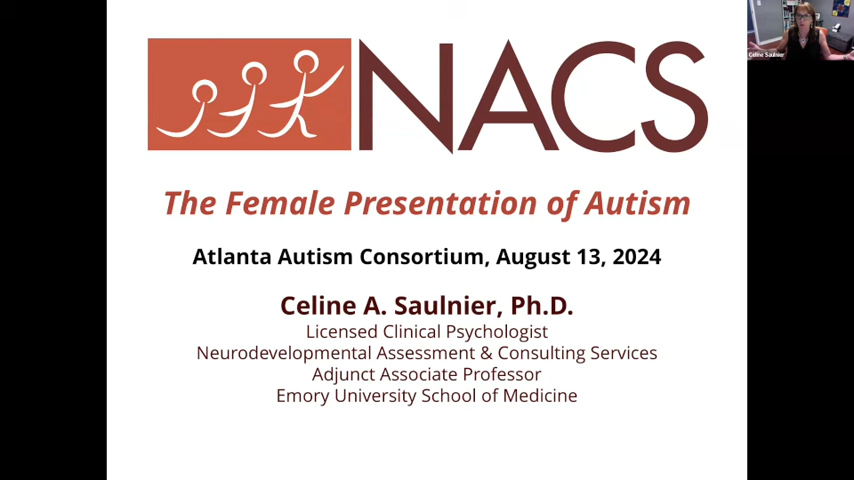 NACS
The Female Presentation of Autism
Atlanta Autism Consortium, August 13, 2024
Celine A. Saulnier, Ph.D.
Licensed Clinical Psychologist
Neurodevelopmental Assessment & Consulting Services
Adjunct Associate Professor
Emory University School of Medicine
Celine Saulnier